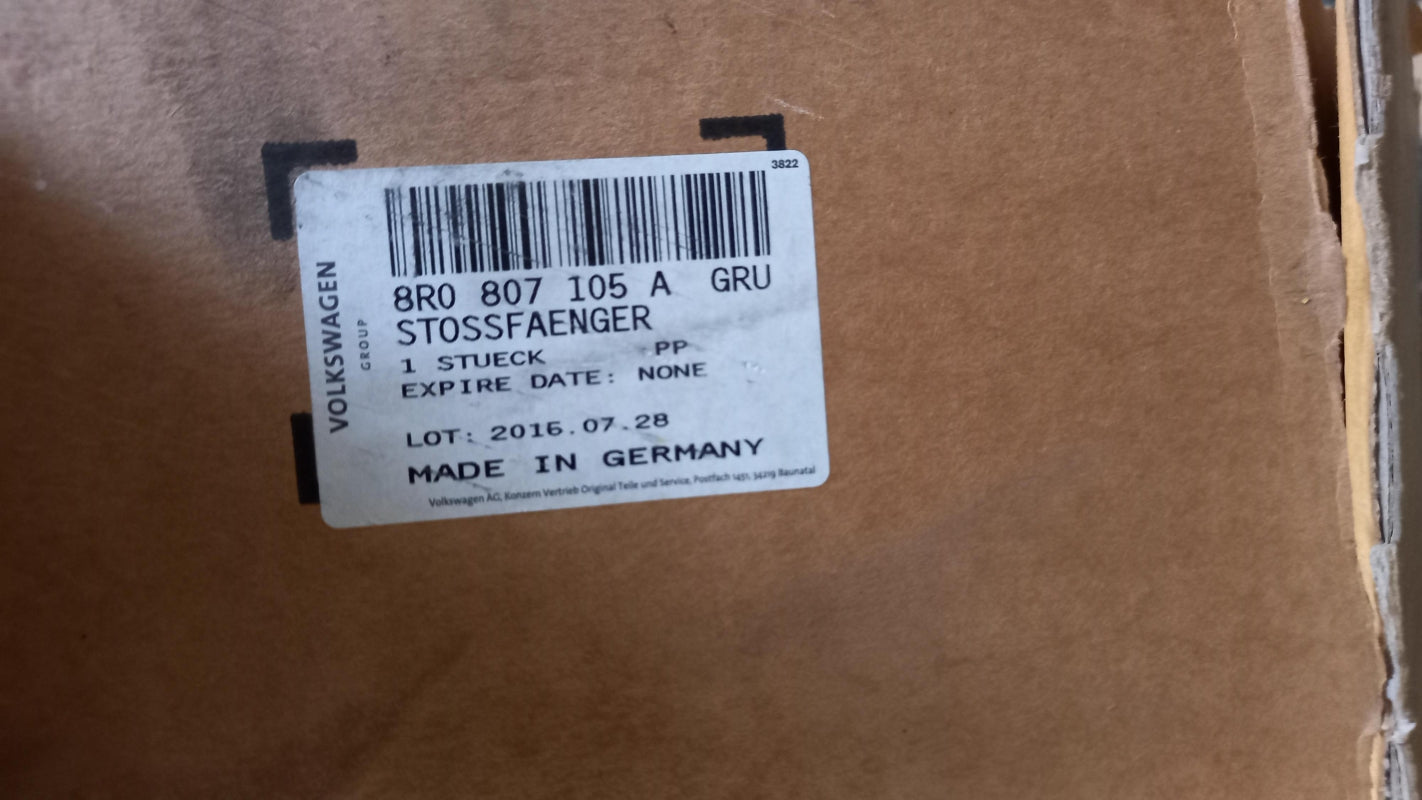 3822
8R0 807 105 A GRU
STOSSFAENGER
1 STUECK PP
EXPIRE DATE: NONE
LOT: 2016.07.28
MADE IN GERMANY
Volkswagen AG, Konzern Vertrieb Original Teile und Service, Postfach 1451, 34219 Baunatal
VOLKSWAGEN
GROUP